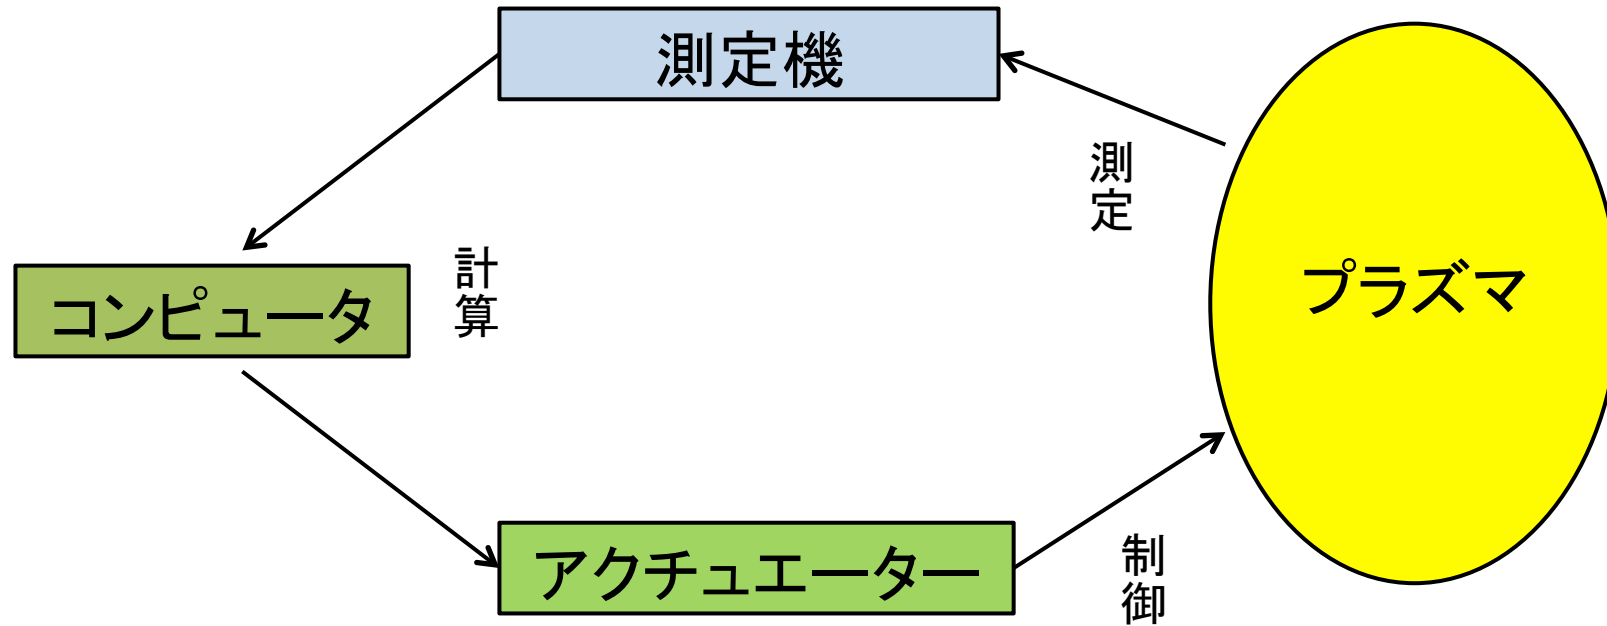 測定機
測定
プラズマ
計算
コンピュータ
アクチュエーター
制御